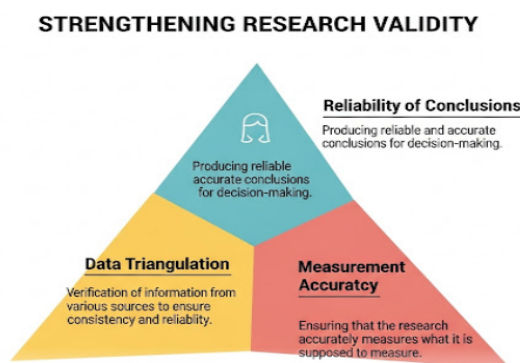 STRENGTHENING RESEARCH VALIDITY
Reliability of Conclusions
Producing reliable and accurate
conclusions for decision-making.
Producing reliable
accurate conclusions
for decision-making.
Data Triangulation
Verification of information from
various sources to ensure
consistency and reliablity.
Measurement
Accuratcy
Ensuring that the research
accurately measures what it is
supposed to measure.